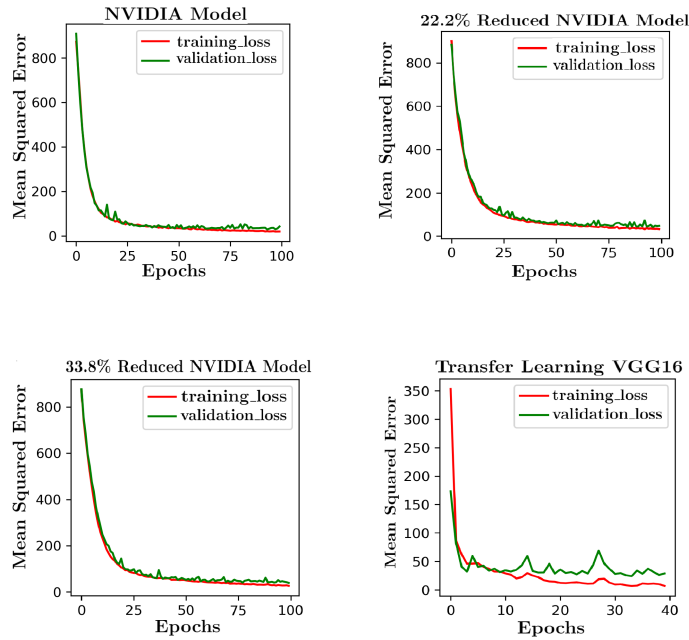 NVIDIA Model
training_loss
validation_loss
Mean Squared Error
800
600
400
200
0
0 25 50 75 100
Epochs
22.2% Reduced NVIDIA Model
training_loss
validation_loss
Mean Squared Error
800
600
400
200
0
0 25 50 75 100
Epochs
33.8% Reduced NVIDIA Model
training_loss
validation_loss
Mean Squared Error
800
600
400
200
0
0 25 50 75 100
Epochs
Transfer Learning VGG16
training_loss
validation_loss
Mean Squared Error
350
300
250
200
150
100
50
0
0 10 20 30 40
Epochs